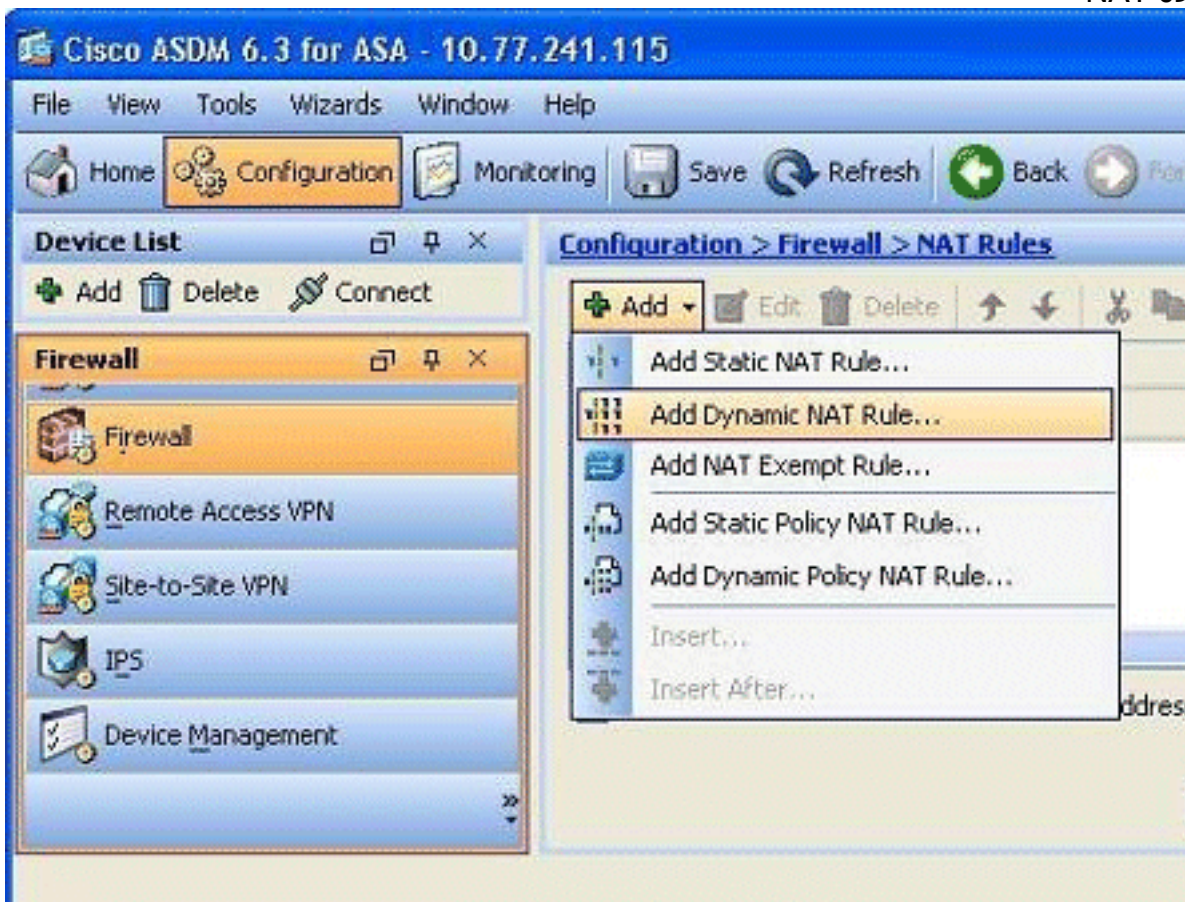 Cisco ASDM 6.3 for ASA - 10.77.241.115
File View Tools Wizards Window Help
Home Configuration Monitoring Save Refresh Back
Device List
Add Delete Connect
Firewall
Firewall
Remote Access VPN
Site-to-Site VPN
IPS
Device Management
Configuration > Firewall > NAT Rules
Add Edit Delete
Add Static NAT Rule...
Add Dynamic NAT Rule...
Add NAT Exempt Rule...
Add Static Policy NAT Rule...
Add Dynamic Policy NAT Rule...
Insert...
Insert After...